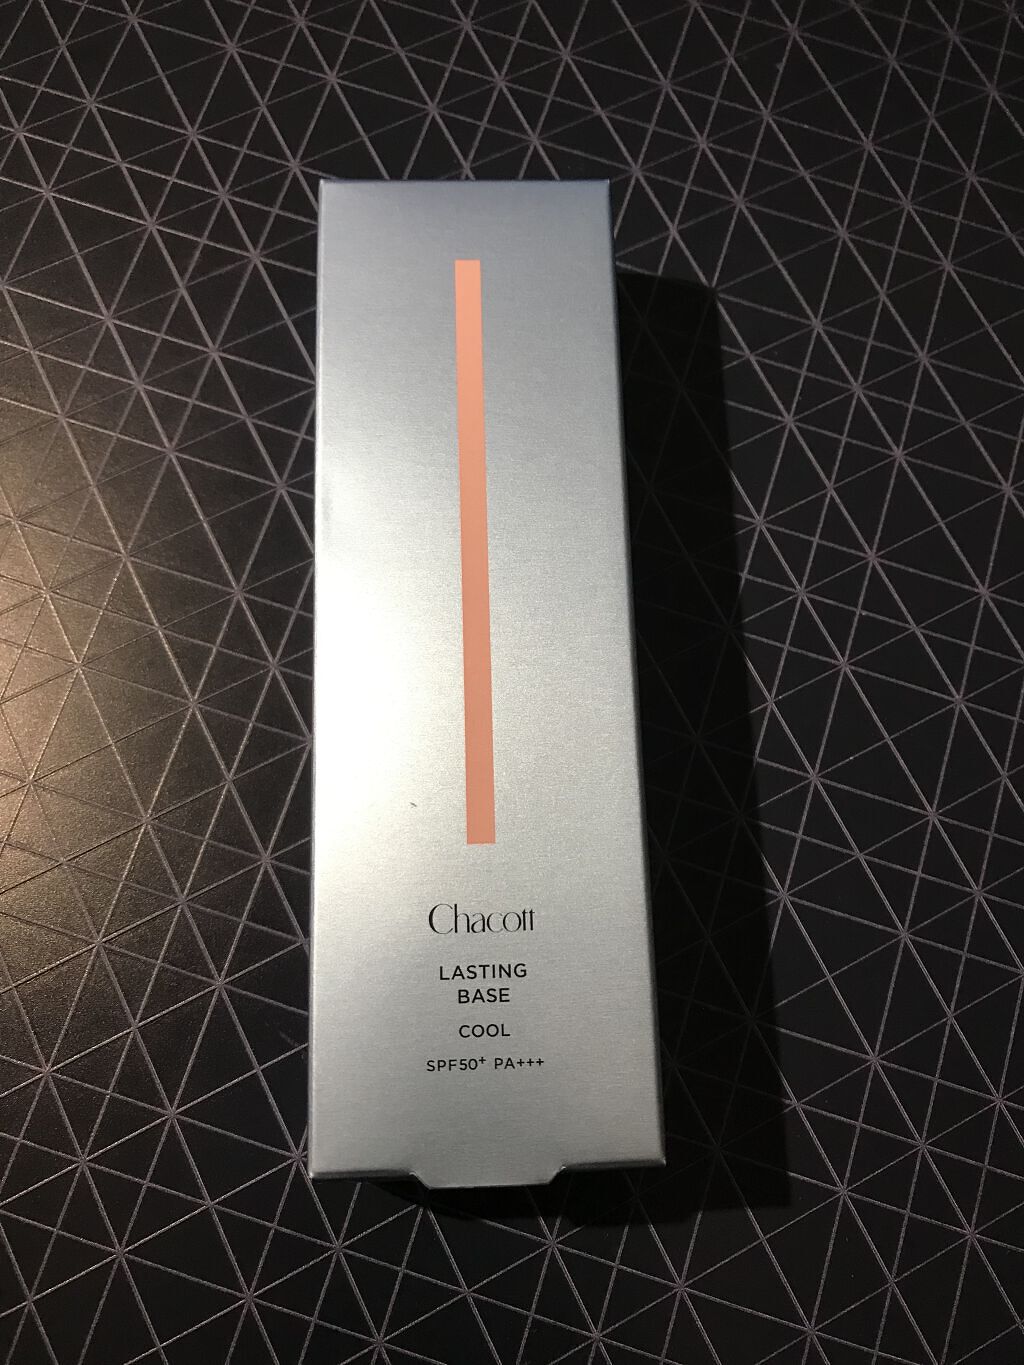 Chacott
LASTING
BASE
COOL
SPF50⁺ PA+++